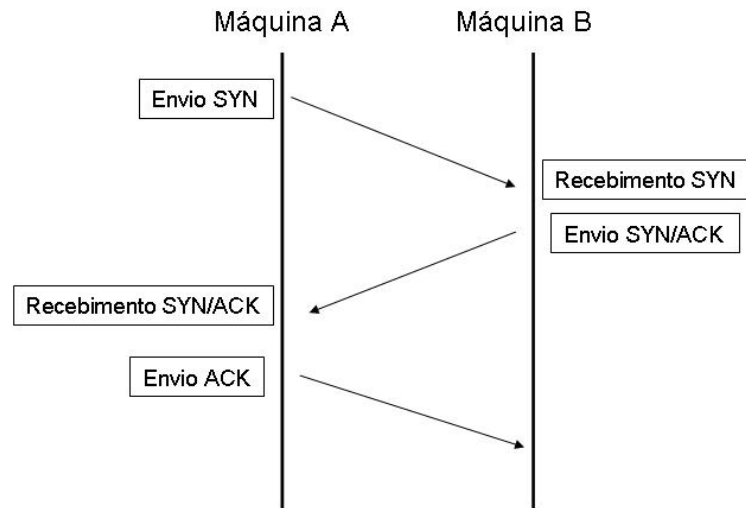 Máquina A
Máquina B
Envio SYN
Recebimento SYN
Envio SYN/ACK
Recebimento SYN/ACK
Envio ACK